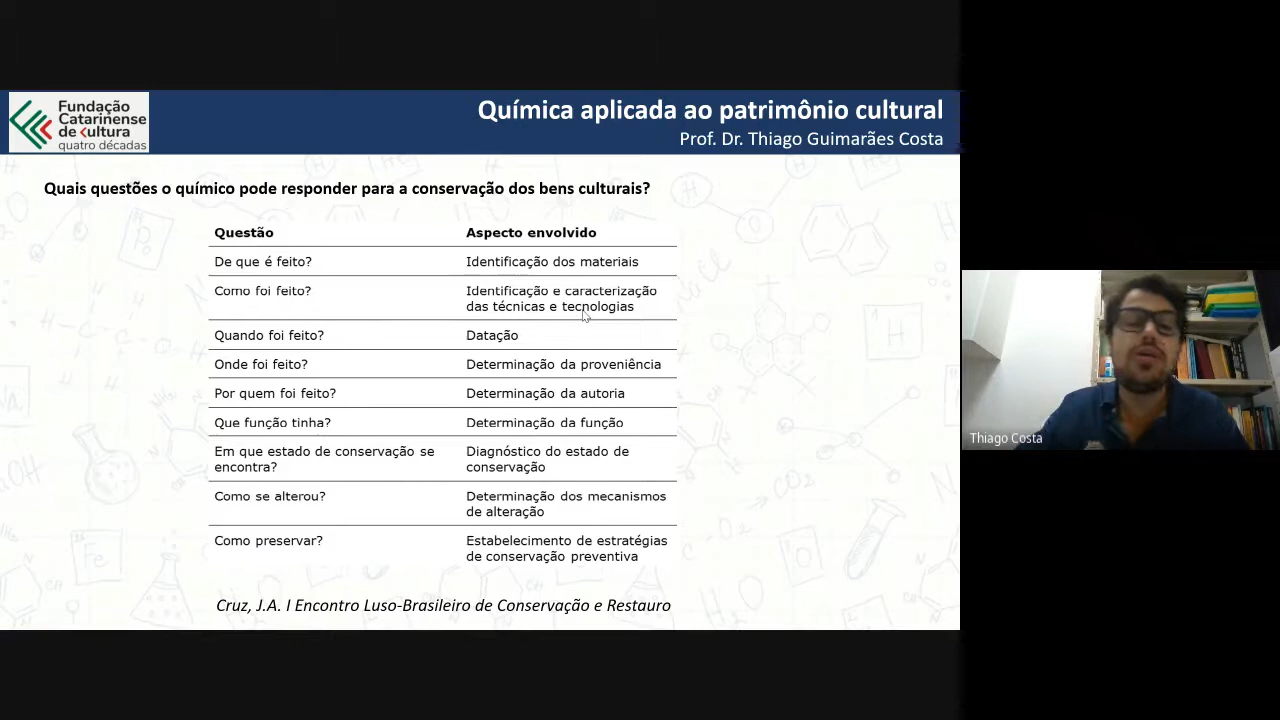 Fundação
Catarinense
de cultura
quatro décadas
Química aplicada ao patrimônio cultural
Prof. Dr. Thiago Guimarães Costa
Quais questões o químico pode responder para a conservação dos bens culturais?
Questão Aspecto envolvido
De que é feito? Identificação dos materiais
Como foi feito? Identificação e caracterização
das técnicas e tecnologias
Quando foi feito? Datação
Onde foi feito? Determinação da proveniência
Por quem foi feito? Determinação da autoria
Que função tinha? Determinação da função
Em que estado de conservação se
encontra?
Diagnóstico do estado de
conservação
Como se alterou? Determinação dos mecanismos
de alteração
Como preservar? Estabelecimento de estratégias
de conservação preventiva
Cruz, J.A. I Encontro Luso-Brasileiro de Conservação e Restauro
Thiago Costa